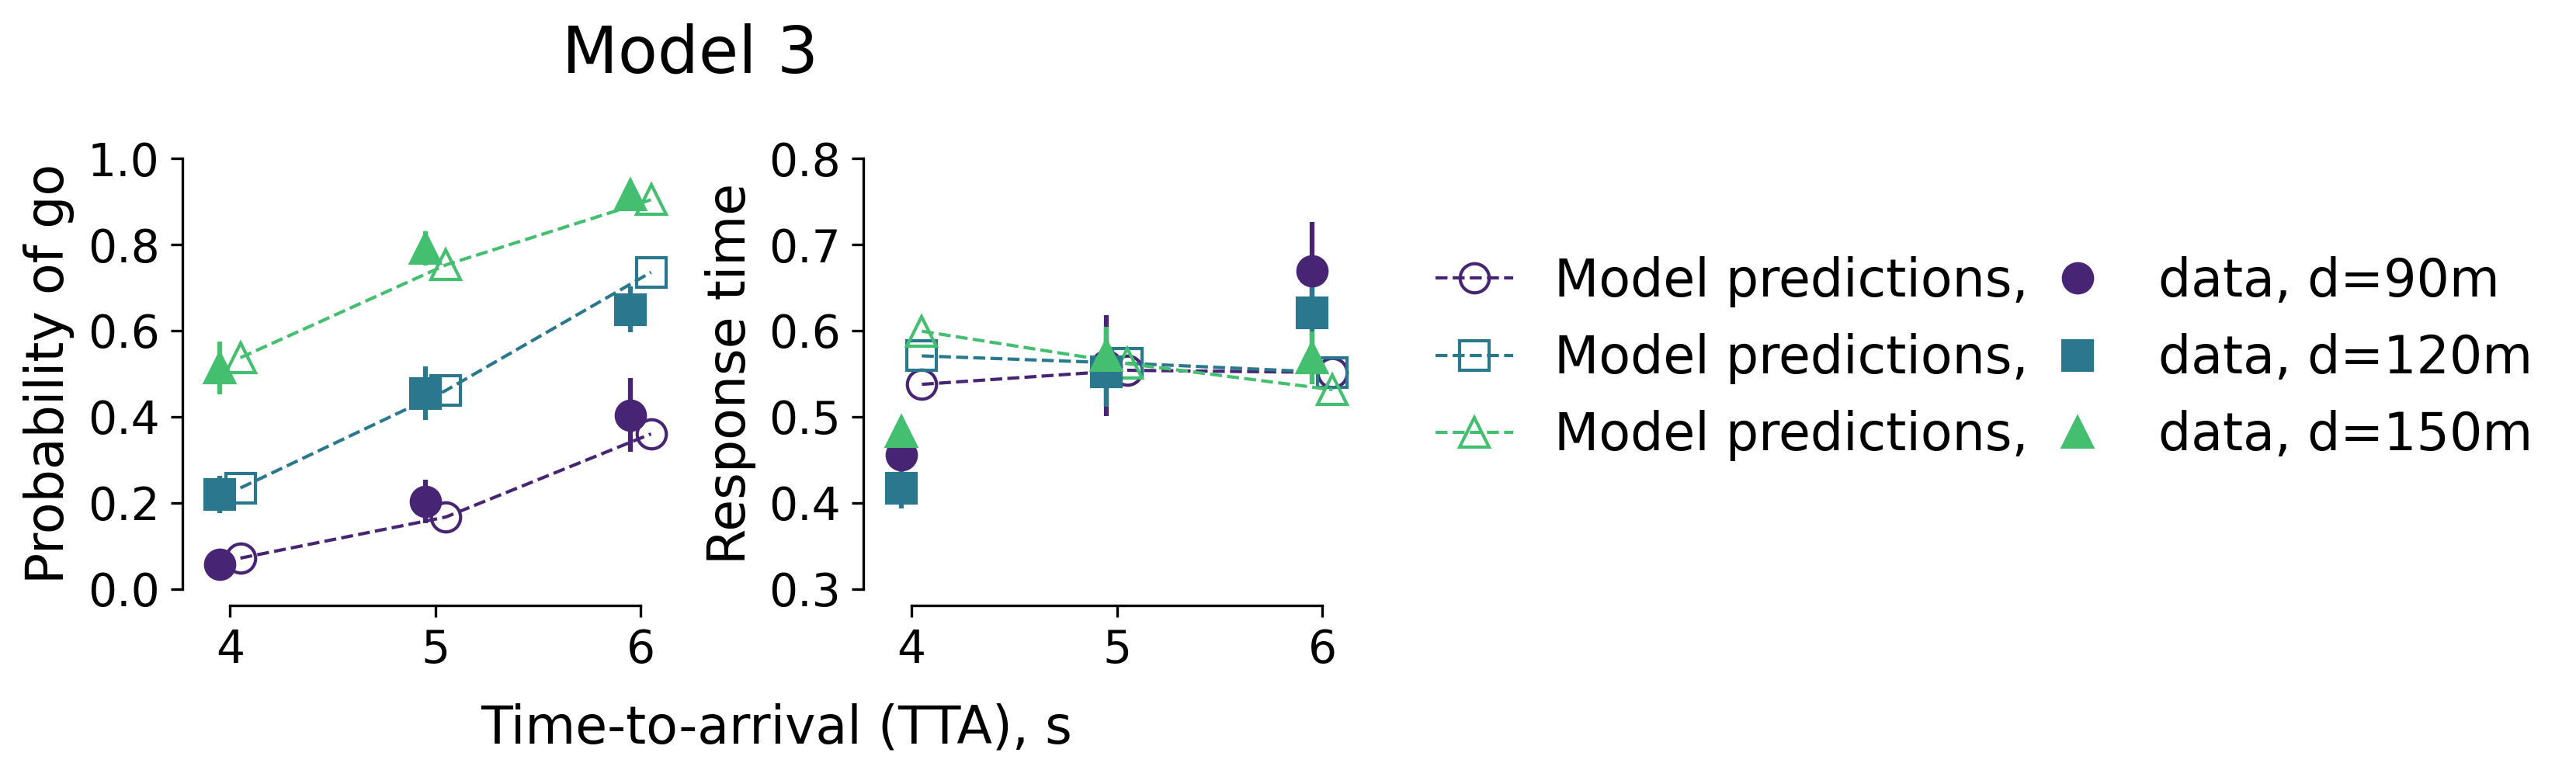 Model 3
Probability of go
1.0
0.8
0.6
0.4
0.2
0.0
4 5 6
Response time
0.8
0.7
0.6
0.5
0.4
0.3
4 5 6
Time-to-arrival (TTA), s
Model predictions, data, d=90m
Model predictions, data, d=120m
Model predictions, data, d=150m